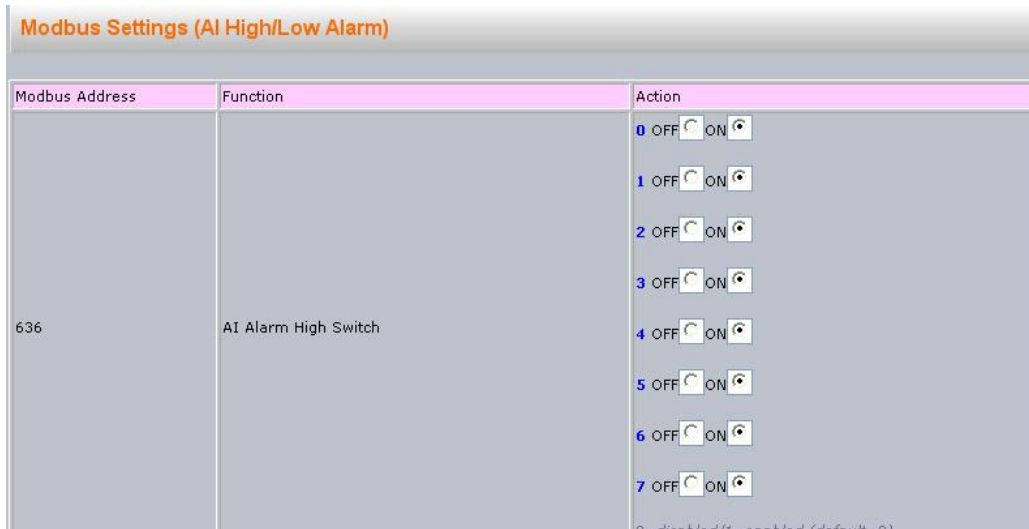 Modbus Settings (AI High/Low Alarm)
Modbus Address Function Action
636 AI Alarm High Switch
0 OFF ON
1 OFF ON
2 OFF ON
3 OFF ON
4 OFF ON
5 OFF ON
6 OFF ON
7 OFF ON